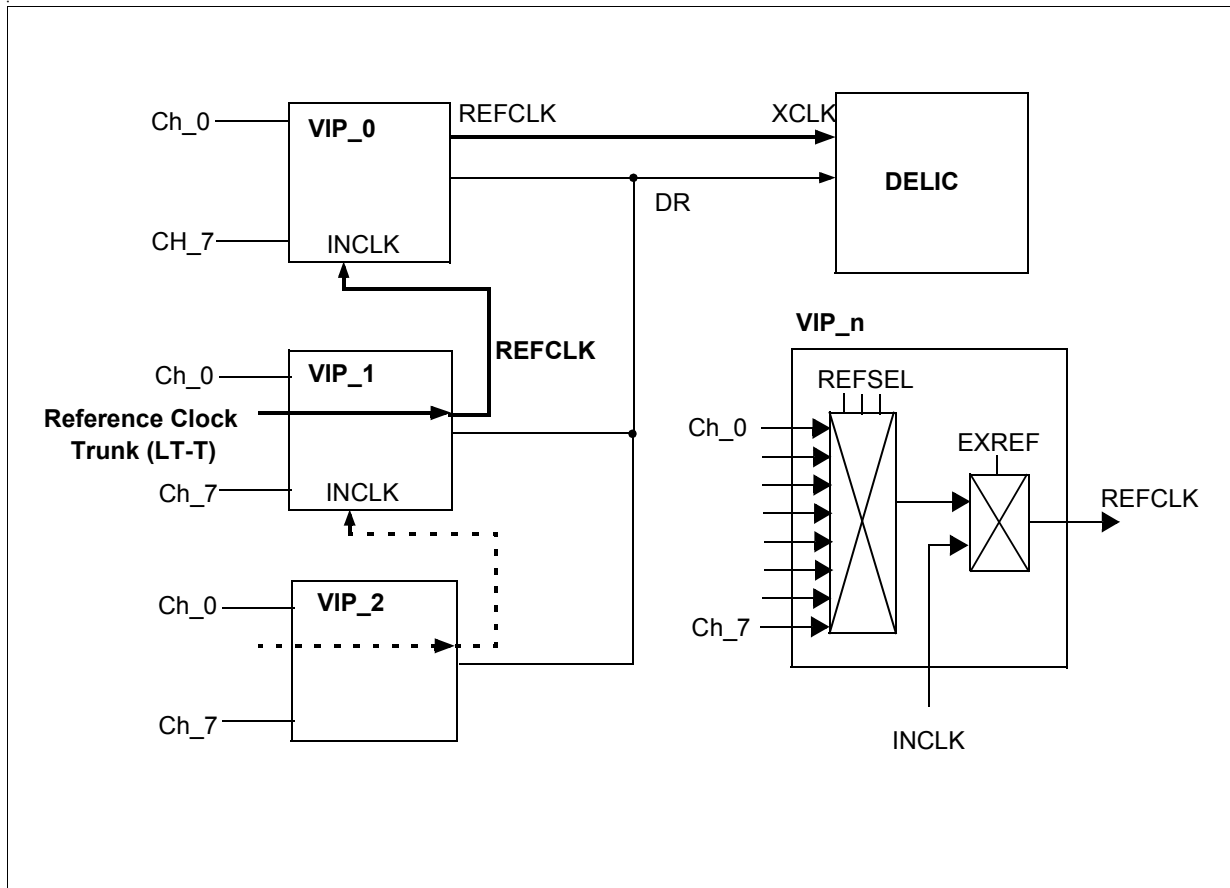 Ch_0
VIP_0
REFCLK
XCLK
DELIC
DR
CH_7
INCLK
REFCLK
Ch_0
VIP_1
Reference Clock
Trunk (LT-T)
Ch_7
INCLK
Ch_0
VIP_2
Ch_7
VIP_n
REFSEL
Ch_0
EXREF
REFCLK
Ch_7
INCLK